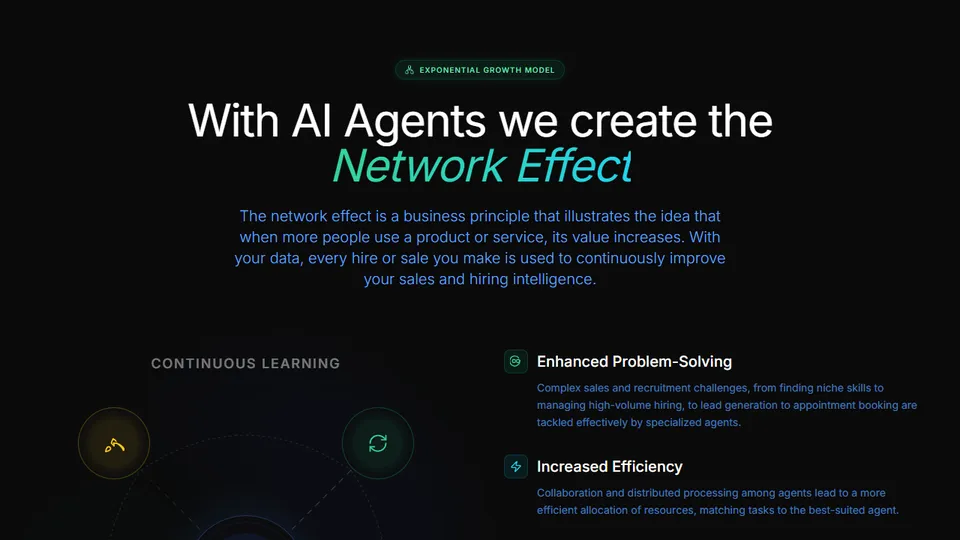 EXPONENTIAL GROWTH MODEL
With AI Agents we create the
Network Effect
The network effect is a business principle that illustrates the idea that
when more people use a product or service, its value increases. With
your data, every hire or sale you make is used to continuously improve
your sales and hiring intelligence.
CONTINUOUS LEARNING
Enhanced Problem-Solving
Complex sales and recruitment challenges, from finding niche skills to
managing high-volume hiring, to lead generation to appointment booking are
tackled effectively by specialized agents.
Increased Efficiency
Collaboration and distributed processing among agents lead to a more
efficient allocation of resources, matching tasks to the best-suited agent.